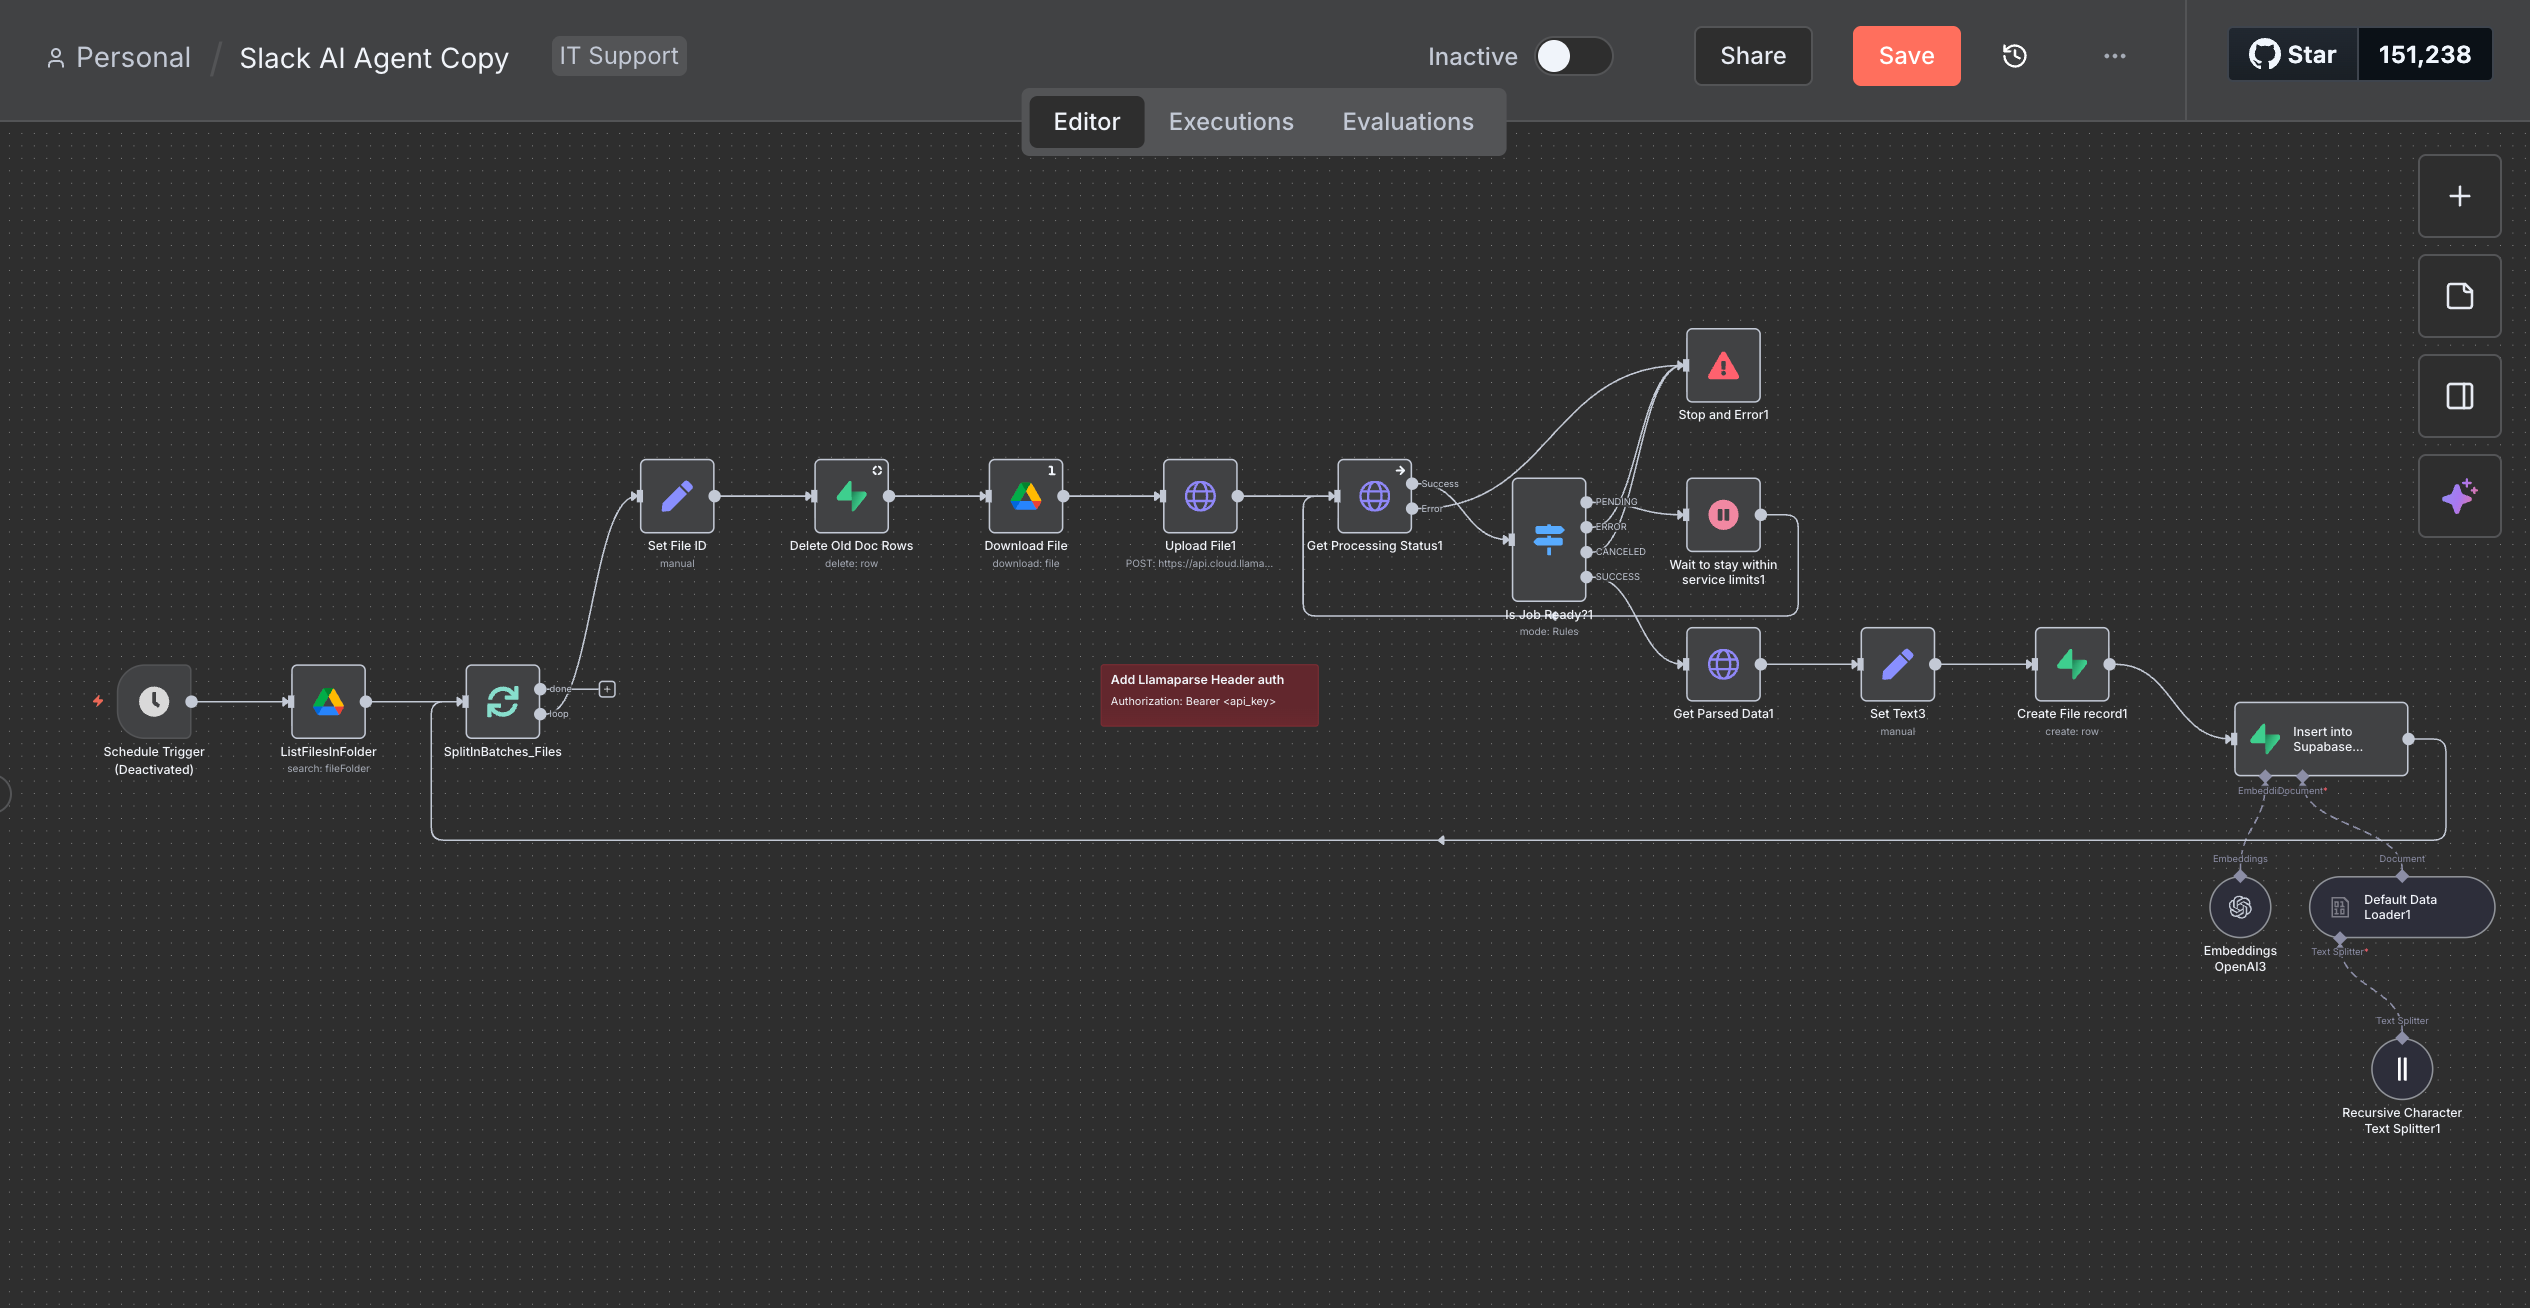 Personal / Slack AI Agent Copy IT Support
Inactive
Share
Save
Star 151,238
Editor Executions Evaluations
Stop and Error1
Set File ID
manual
Delete Old Doc Rows
delete: row
1
Download File
download: file
Upload File1
POST: https://api.cloud.llama...
Success
Error
Get Processing Status1
PENDING
ERROR
CANCELED
SUCCESS
Is Job Ready?1
mode: Rules
Wait to stay within
service limits1
Schedule Trigger
(Deactivated)
ListFilesInFolder
search: fileFolder
done
loop
SplitInBatches_Files
Add Llamaparse Header auth
Authorization: Bearer <api_key>
Get Parsed Data1
Set Text3
manual
Create File record1
create: row
Insert into
Supabase...
Embeddi
Document*
Embeddings
Document
Embeddings
OpenAI3
Default Data
Loader1
Text Splitter*
Text Splitter
Recursive Character
Text Splitter1